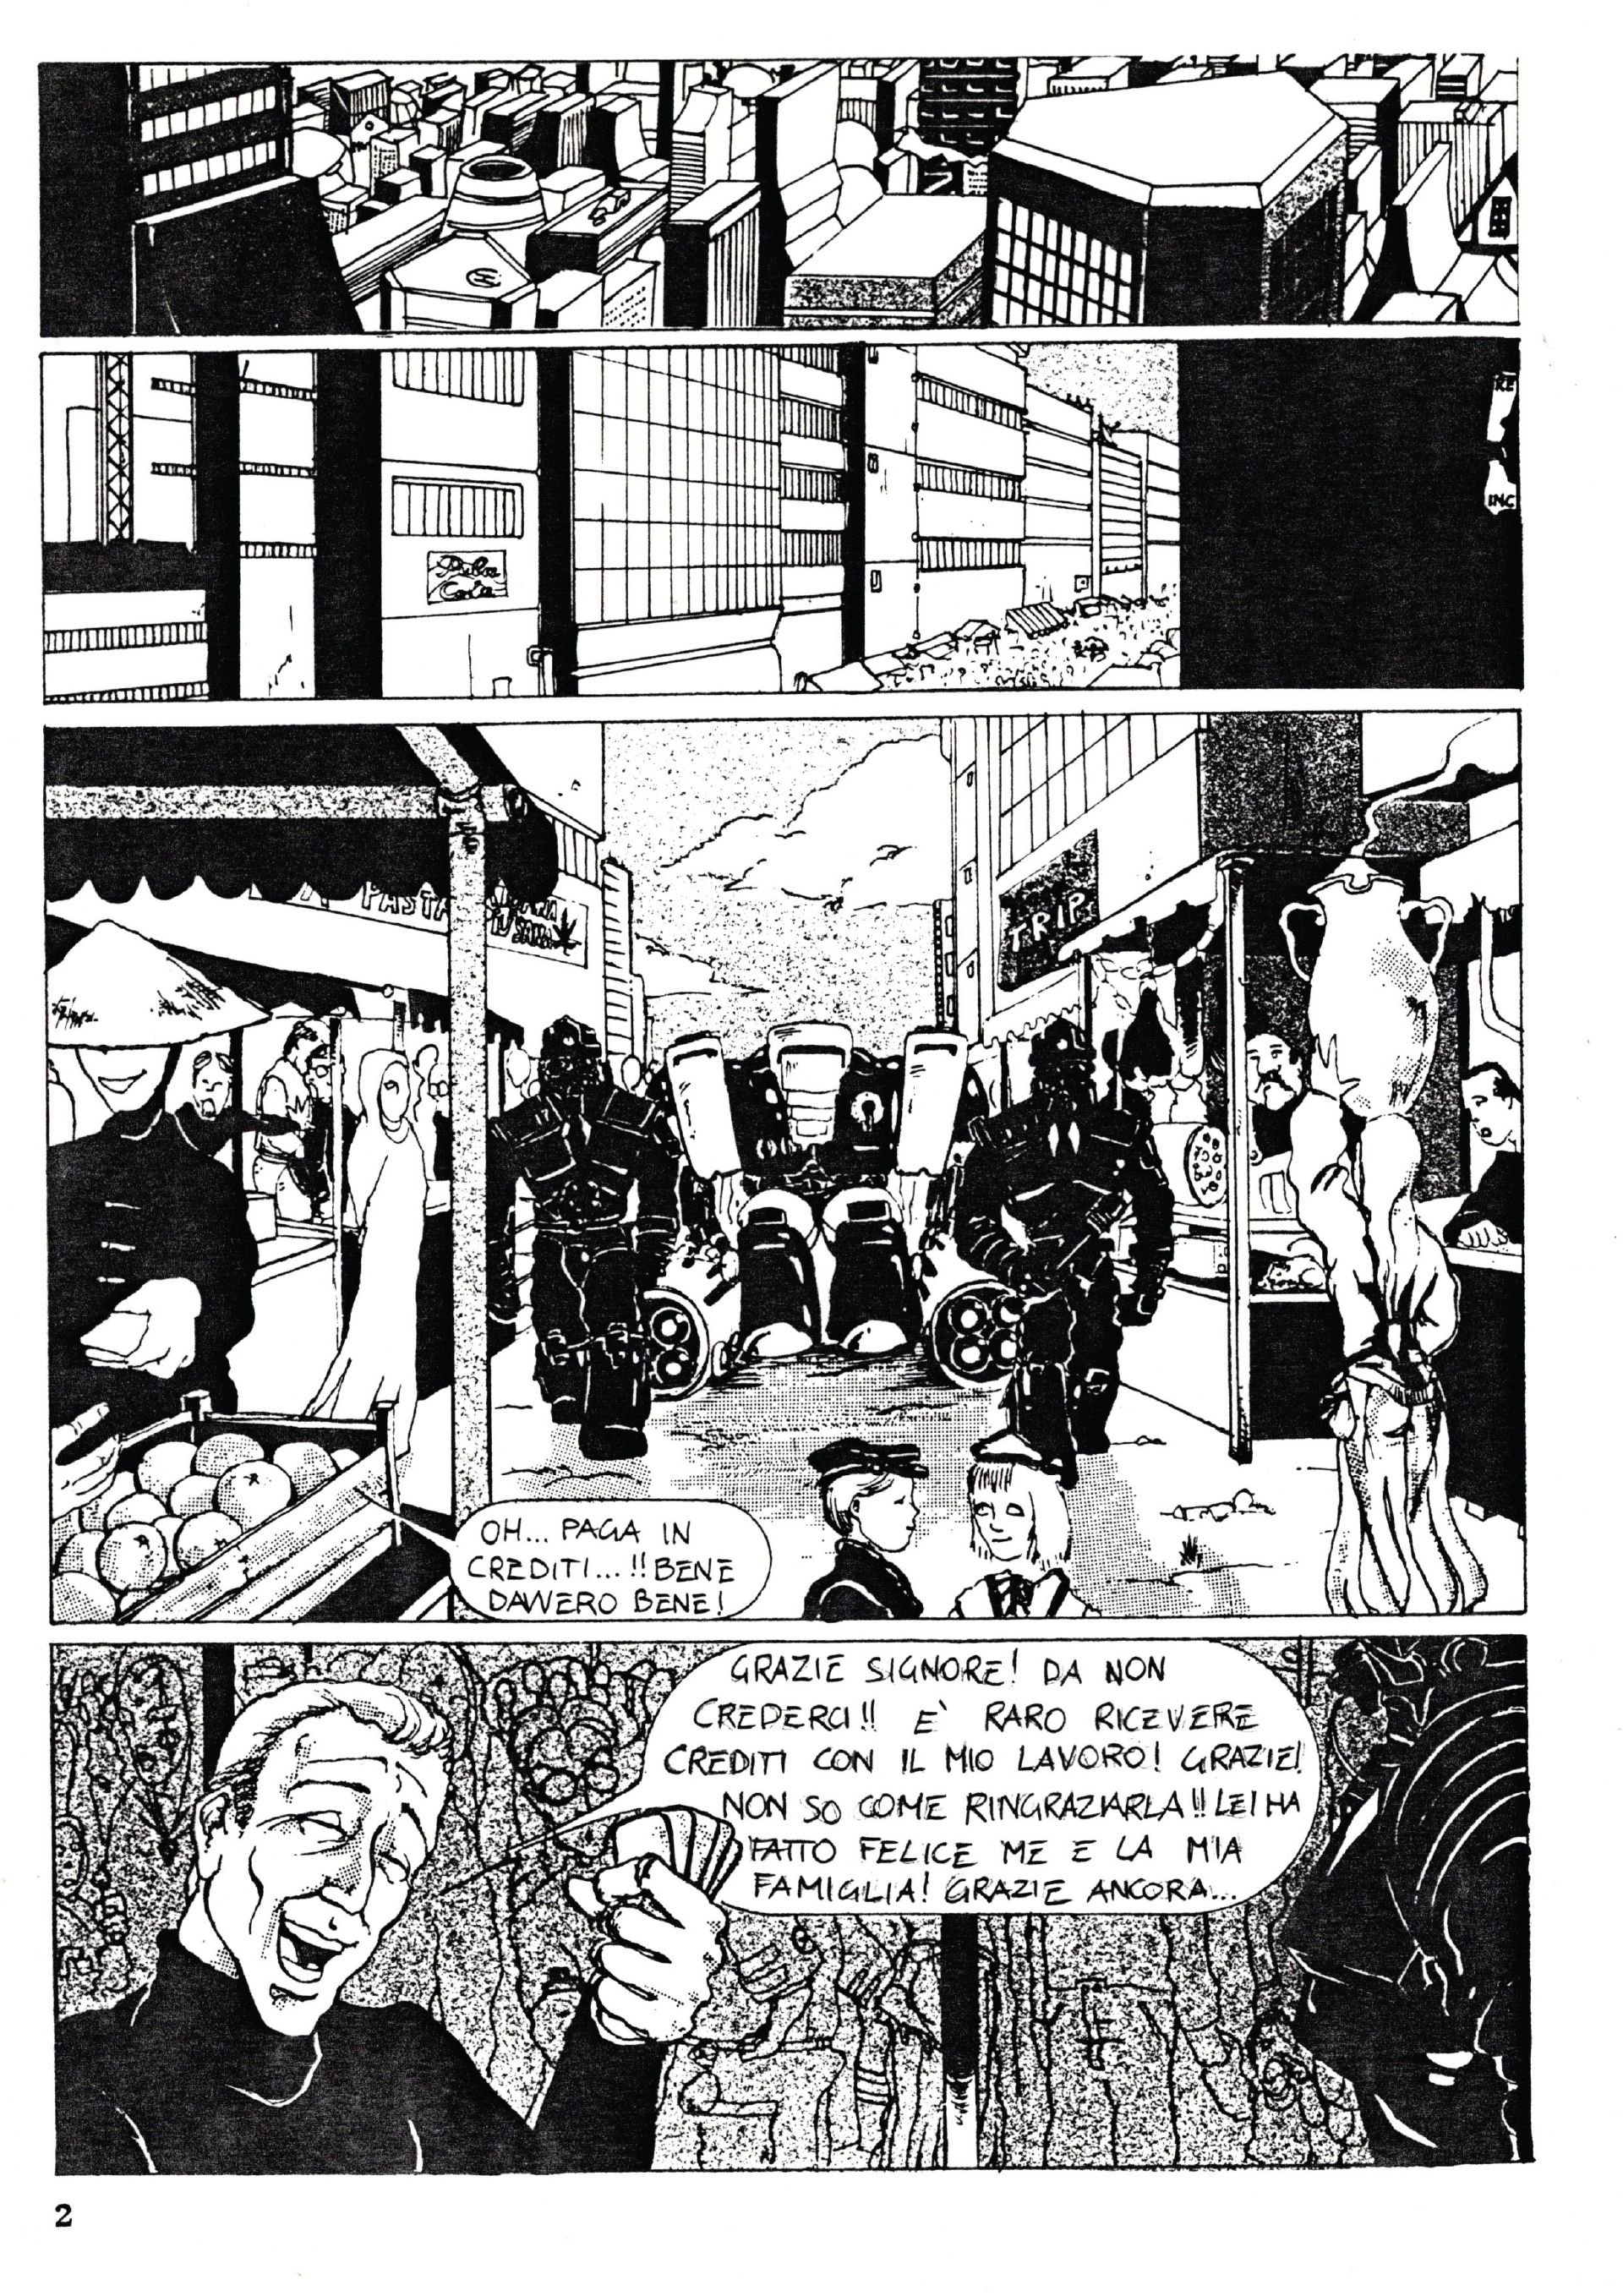 RE
INC
PASTA
TRIP
OH... PAGA IN
CREDITI...!! BENE
DAVVERO BENE!
GRAZIE SIGNORE! DA NON
CREDERCI!! E' RARO RICEVERE
CREDITI CON IL MIO LAVORO! GRAZIE!
NON SO COME RINGRAZIARLA!! LEI HA
FATTO FELICE ME E LA MIA
FAMIGLIA! GRAZIE ANCORA...
2